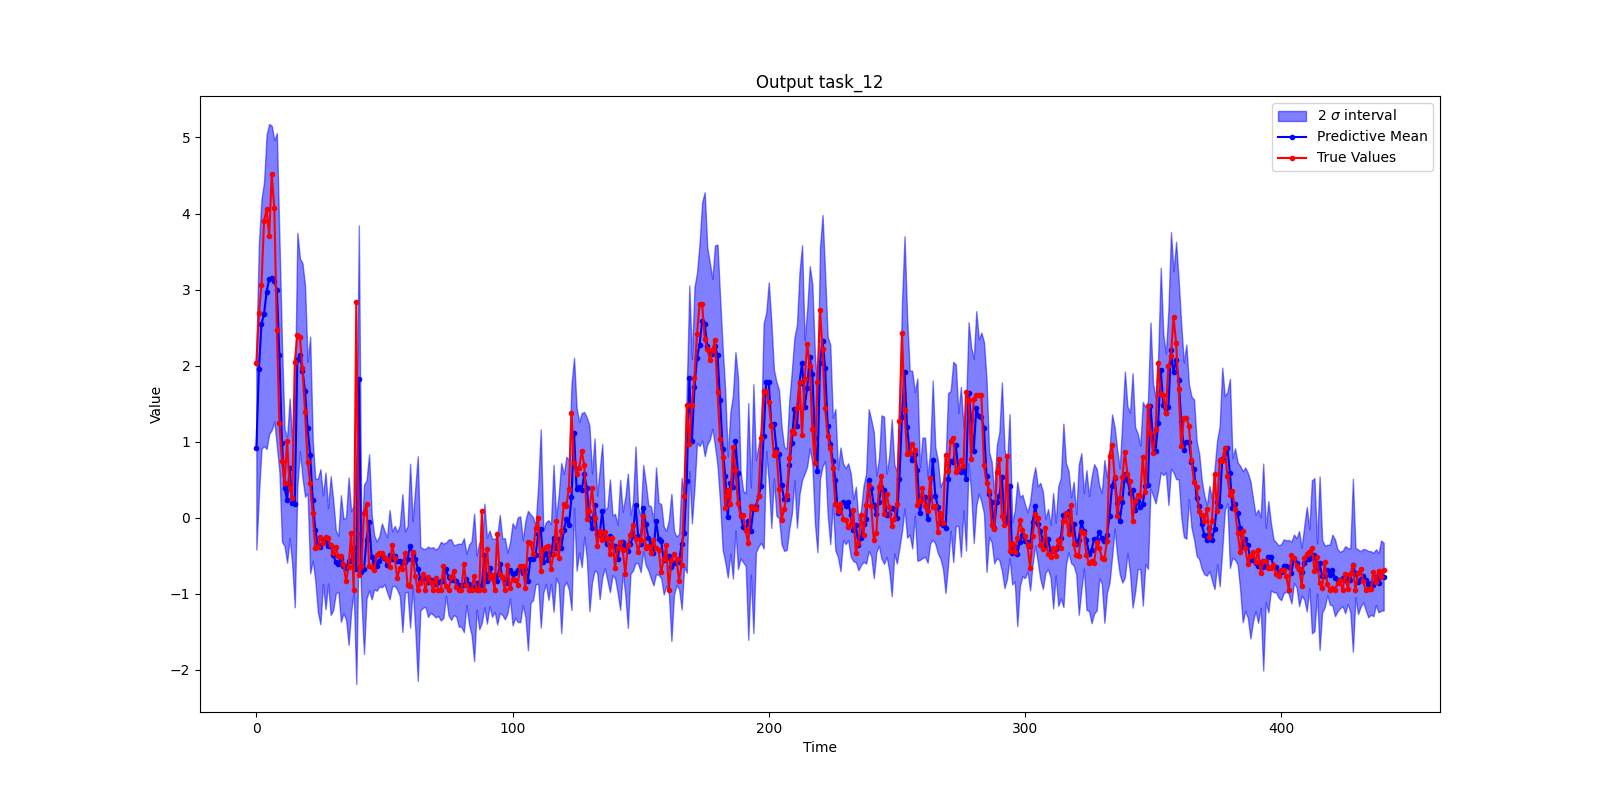 Output task_12
2 σ interval
Predictive Mean
True Values
Value
5
4
3
2
1
0
−1
−2
0 100 200 300 400
Time